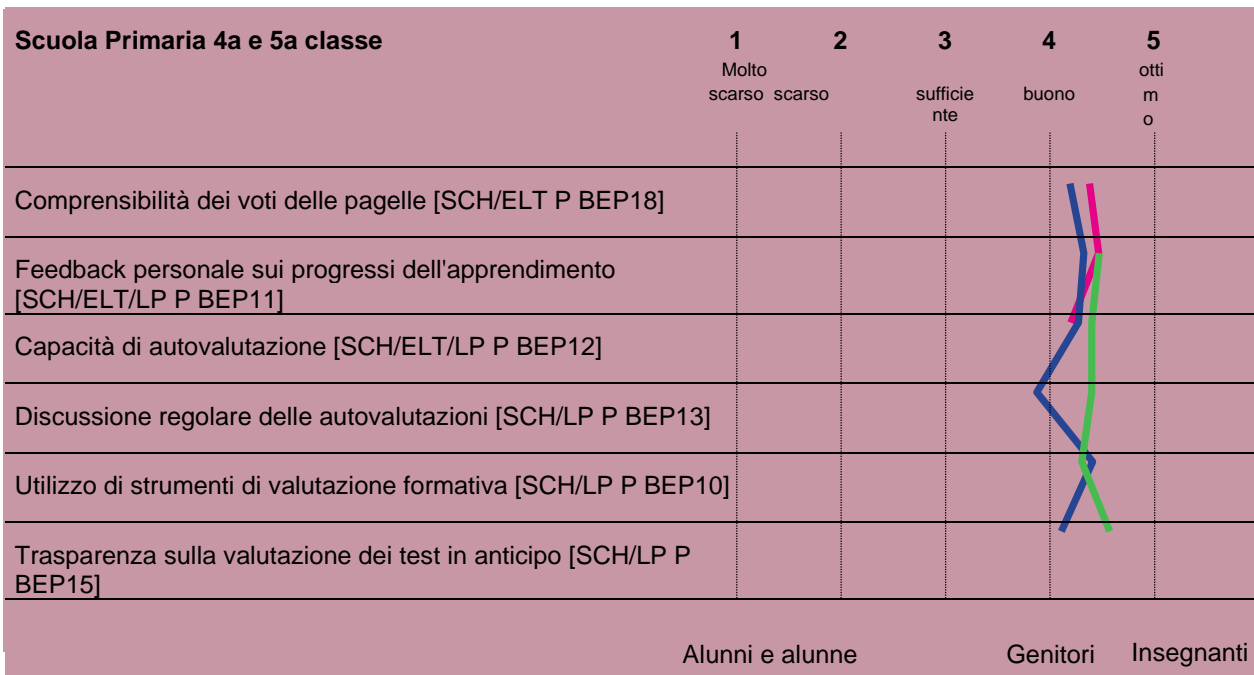 Scuola Primaria 4a e 5a classe
1 2 3 4 5
Molto
scarso scarso
sufficie
nte
buono
otti
m
o
Comprensibilità dei voti delle pagelle [SCH/ELT P BEP18]
Feedback personale sui progressi dell'apprendimento
[SCH/ELT/LP P BEP11]
Capacità di autovalutazione [SCH/ELT/LP P BEP12]
Discussione regolare delle autovalutazioni [SCH/LP P BEP13]
Utilizzo di strumenti di valutazione formativa [SCH/LP P BEP10]
Trasparenza sulla valutazione dei test in anticipo [SCH/LP P
BEP15]
Alunni e alunne Genitori Insegnanti